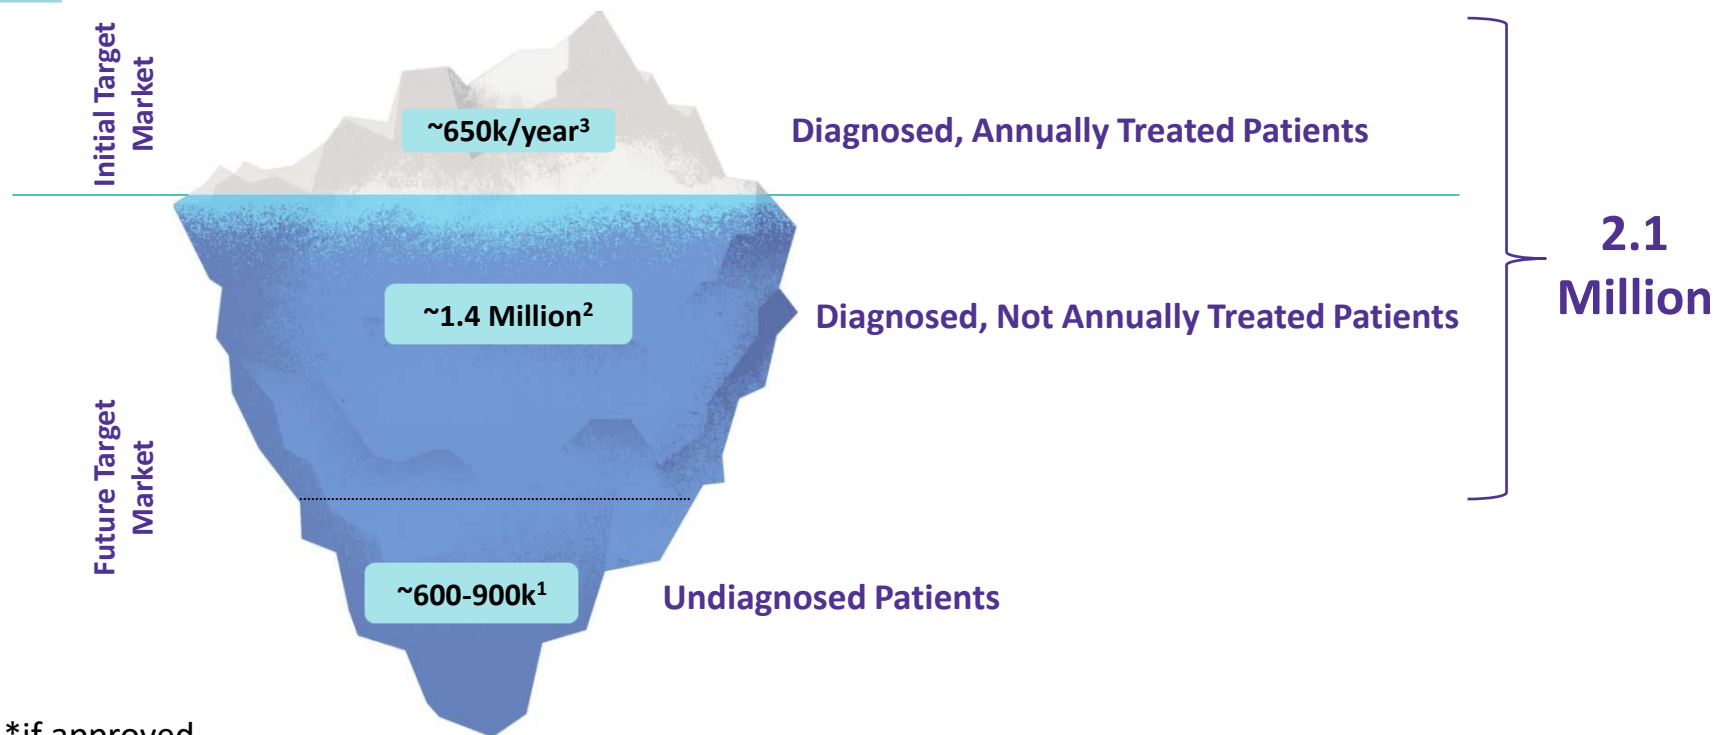 Initial Target
Market
~650k/year³
Diagnosed, Annually Treated Patients
2.1
Million
~1.4 Million²
Diagnosed, Not Annually Treated Patients
Future Target
Market
~600-900k¹
Undiagnosed Patients
*if approved